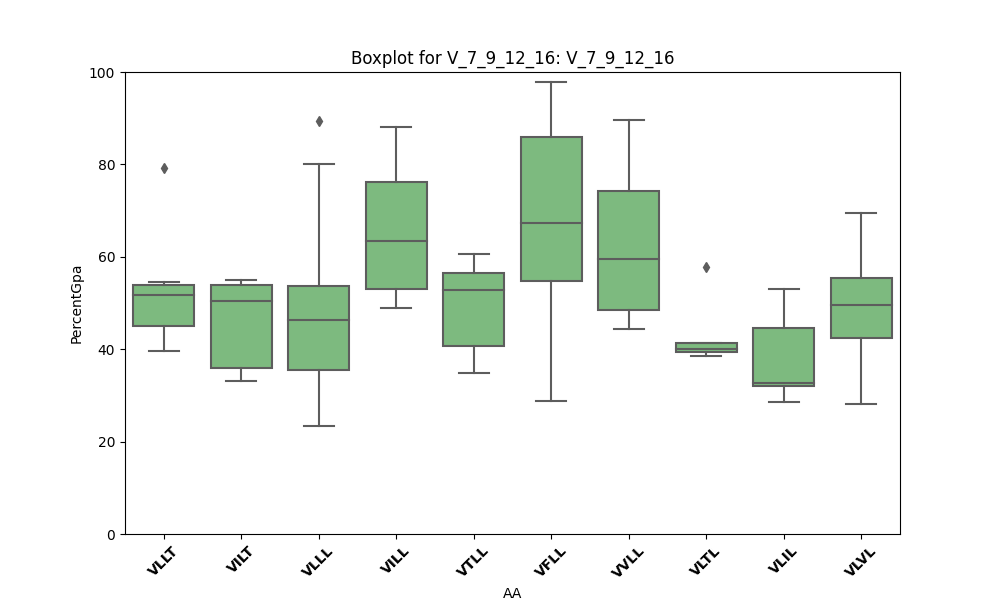 Boxplot for V_7_9_12_16: V_7_9_12_16
PercentGpa
100
80
60
40
20
0
VLLT
VILT
VLLL
VILL
VTLL
VFLL
VVLL
VLTL
VLIL
VLVL
AA